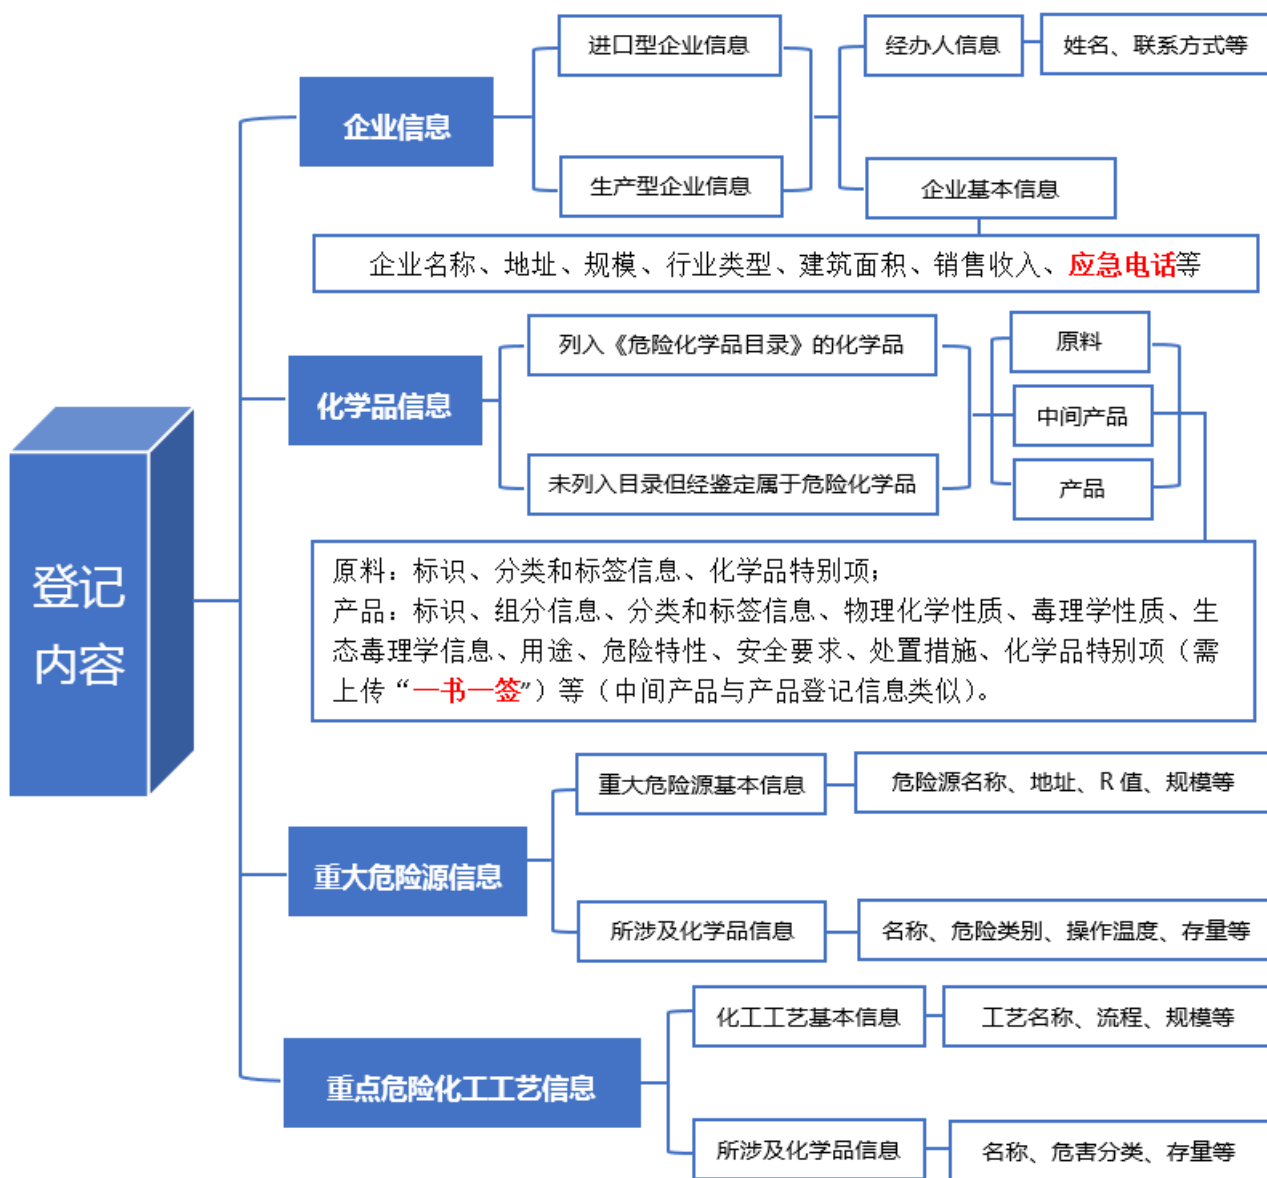 登记
内容
企业信息
进口型企业信息
生产型企业信息
经办人信息
姓名、联系方式等
企业基本信息
企业名称、地址、规模、行业类型、建筑面积、销售收入、应急电话等
化学品信息
列入《危险化学品目录》的化学品
未列入目录但经鉴定属于危险化学品
原料
中间产品
产品
原料：标识、分类和标签信息、化学品特别项；
产品：标识、组分信息、分类和标签信息、物理化学性质、毒理学性质、生
态毒理学信息、用途、危险特性、安全要求、处置措施、化学品特别项（需
上传“一书一签”）等（中间产品与产品登记信息类似）。
重大危险源信息
重大危险源基本信息
危险源名称、地址、R 值、规模等
所涉及化学品信息
名称、危险类别、操作温度、存量等
重点危险化工工艺信息
化工工艺基本信息
工艺名称、流程、规模等
所涉及化学品信息
名称、危害分类、存量等